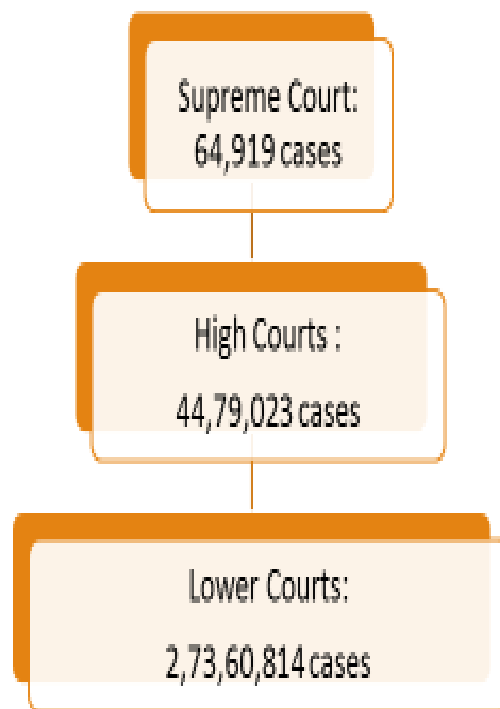 Supreme Court:
64,919 cases
High Courts :
44,79,023 cases
Lower Courts:
2,73,60,814 cases